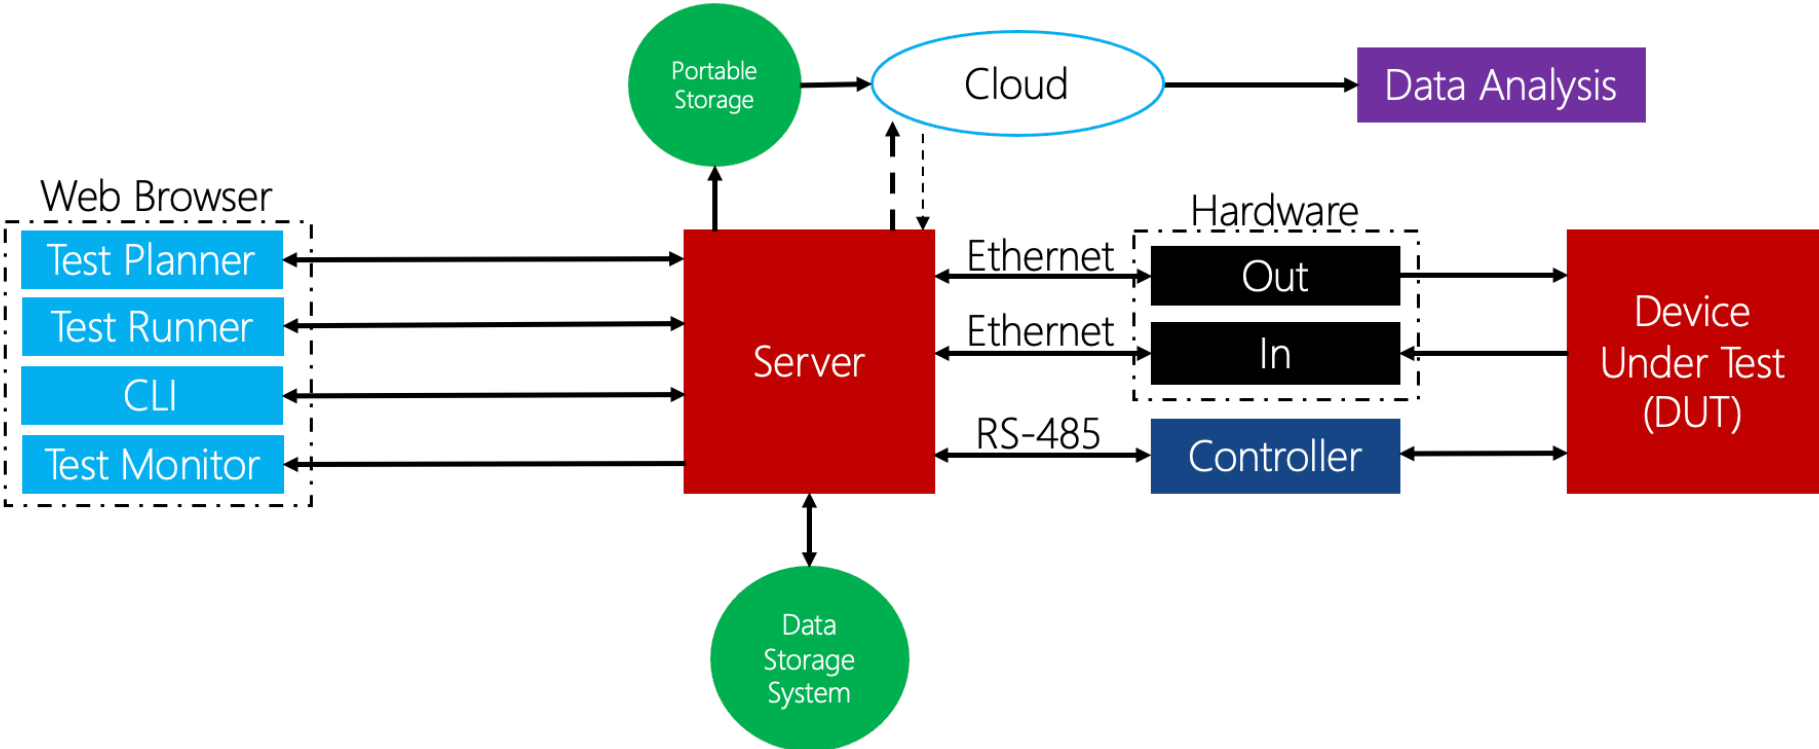 Portable
Storage
Cloud
Data Analysis
Web Browser
Test Planner
Test Runner
CLI
Test Monitor
Server
Ethernet
Ethernet
RS-485
Hardware
Out
In
Controller
Device
Under Test
(DUT)
Data
Storage
System